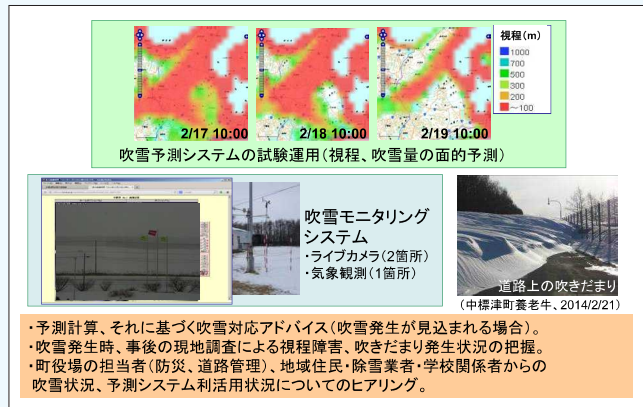 視程(m)
1000
700
500
300
200
~100
2/17 10:00
2/18 10:00
2/19 10:00
吹雪予測システムの試験運用(視程、吹雪量の面的予測)
吹雪モニタリング
システム
・ライブカメラ(2箇所)
・気象観測(1箇所)
道路上の吹きだまり
(中標津町養老牛、2014/2/21)
・予測計算、それに基づく吹雪対応アドバイス(吹雪発生が見込まれる場合)。
・吹雪発生時、事後の現地調査による視程障害、吹きだまり発生状況の把握。
・町役場の担当者(防災、道路管理)、地域住民・除雪業者・学校関係者からの
吹雪状況、予測システム利活用状況についてのヒアリング。